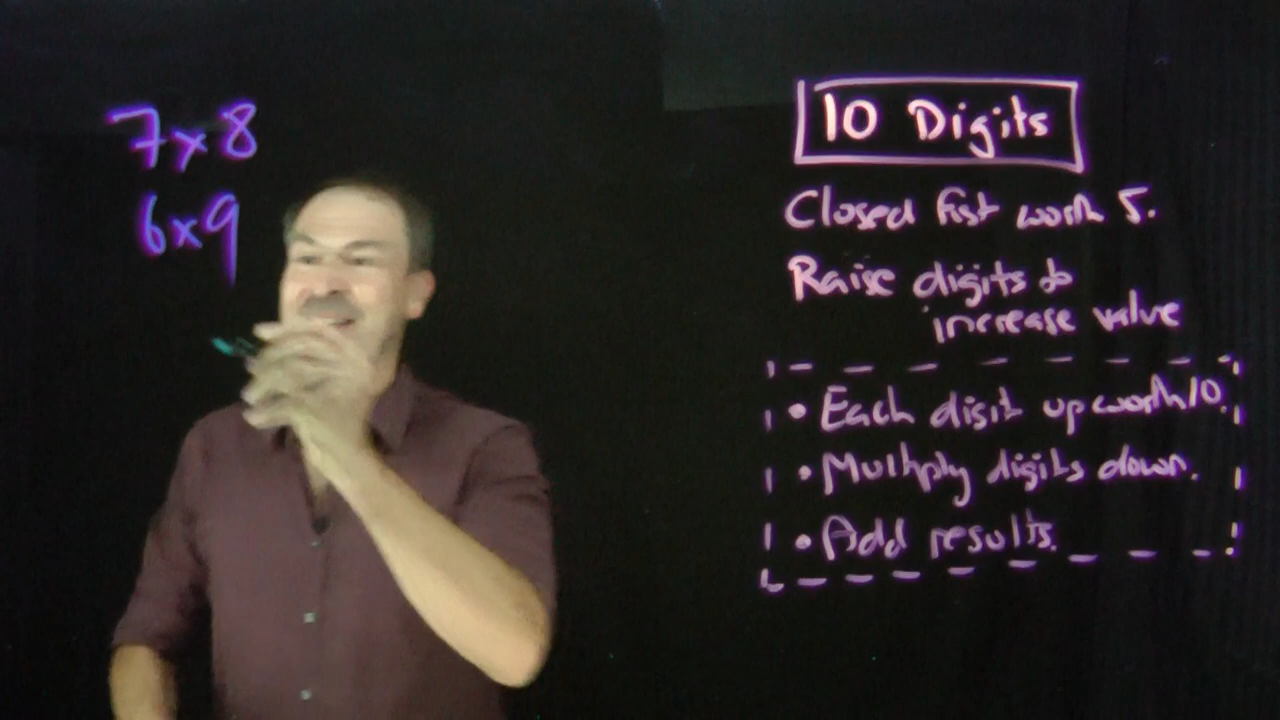 7x8
6x9
10 Digits
Closed fist worth 5.
Raise digits to
increase value
• Each digit up worth 10.
• Multiply digits down.
• Add results.